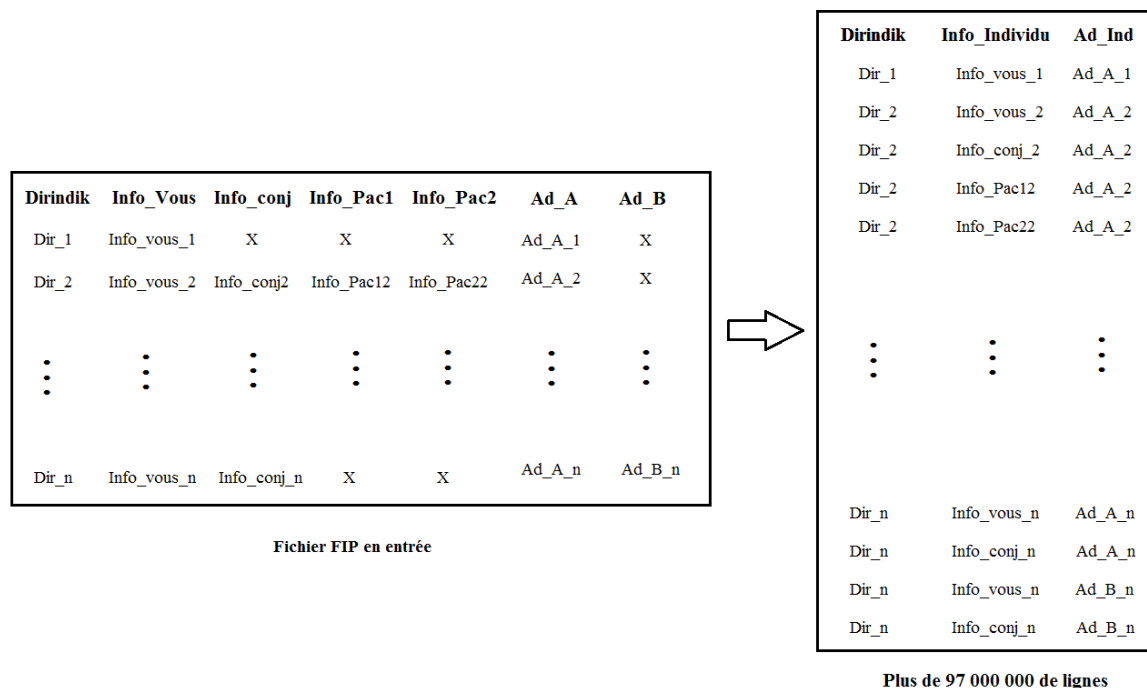 Dirindik Info_Vous Info_conj Info_Pac1 Info_Pac2 Ad_A Ad_B
Dir_1 Info_vous_1 X X X Ad_A_1 X
Dir_2 Info_vous_2 Info_conj2 Info_Pac12 Info_Pac22 Ad_A_2 X
Dir_n Info_vous_n Info_conj_n X X Ad_A_n Ad_B_n
Fichier FIP en entrée
Dirindik Info_Individu Ad_Ind
Dir_1 Info_vous_1 Ad_A_1
Dir_2 Info_vous_2 Ad_A_2
Dir_2 Info_conj_2 Ad_A_2
Dir_2 Info_Pac12 Ad_A_2
Dir_2 Info_Pac22 Ad_A_2
Dir_n Info_vous_n Ad_A_n
Dir_n Info_conj_n Ad_A_n
Dir_n Info_vous_n Ad_B_n
Dir_n Info_conj_n Ad_B_n
Plus de 97 000 000 de lignes